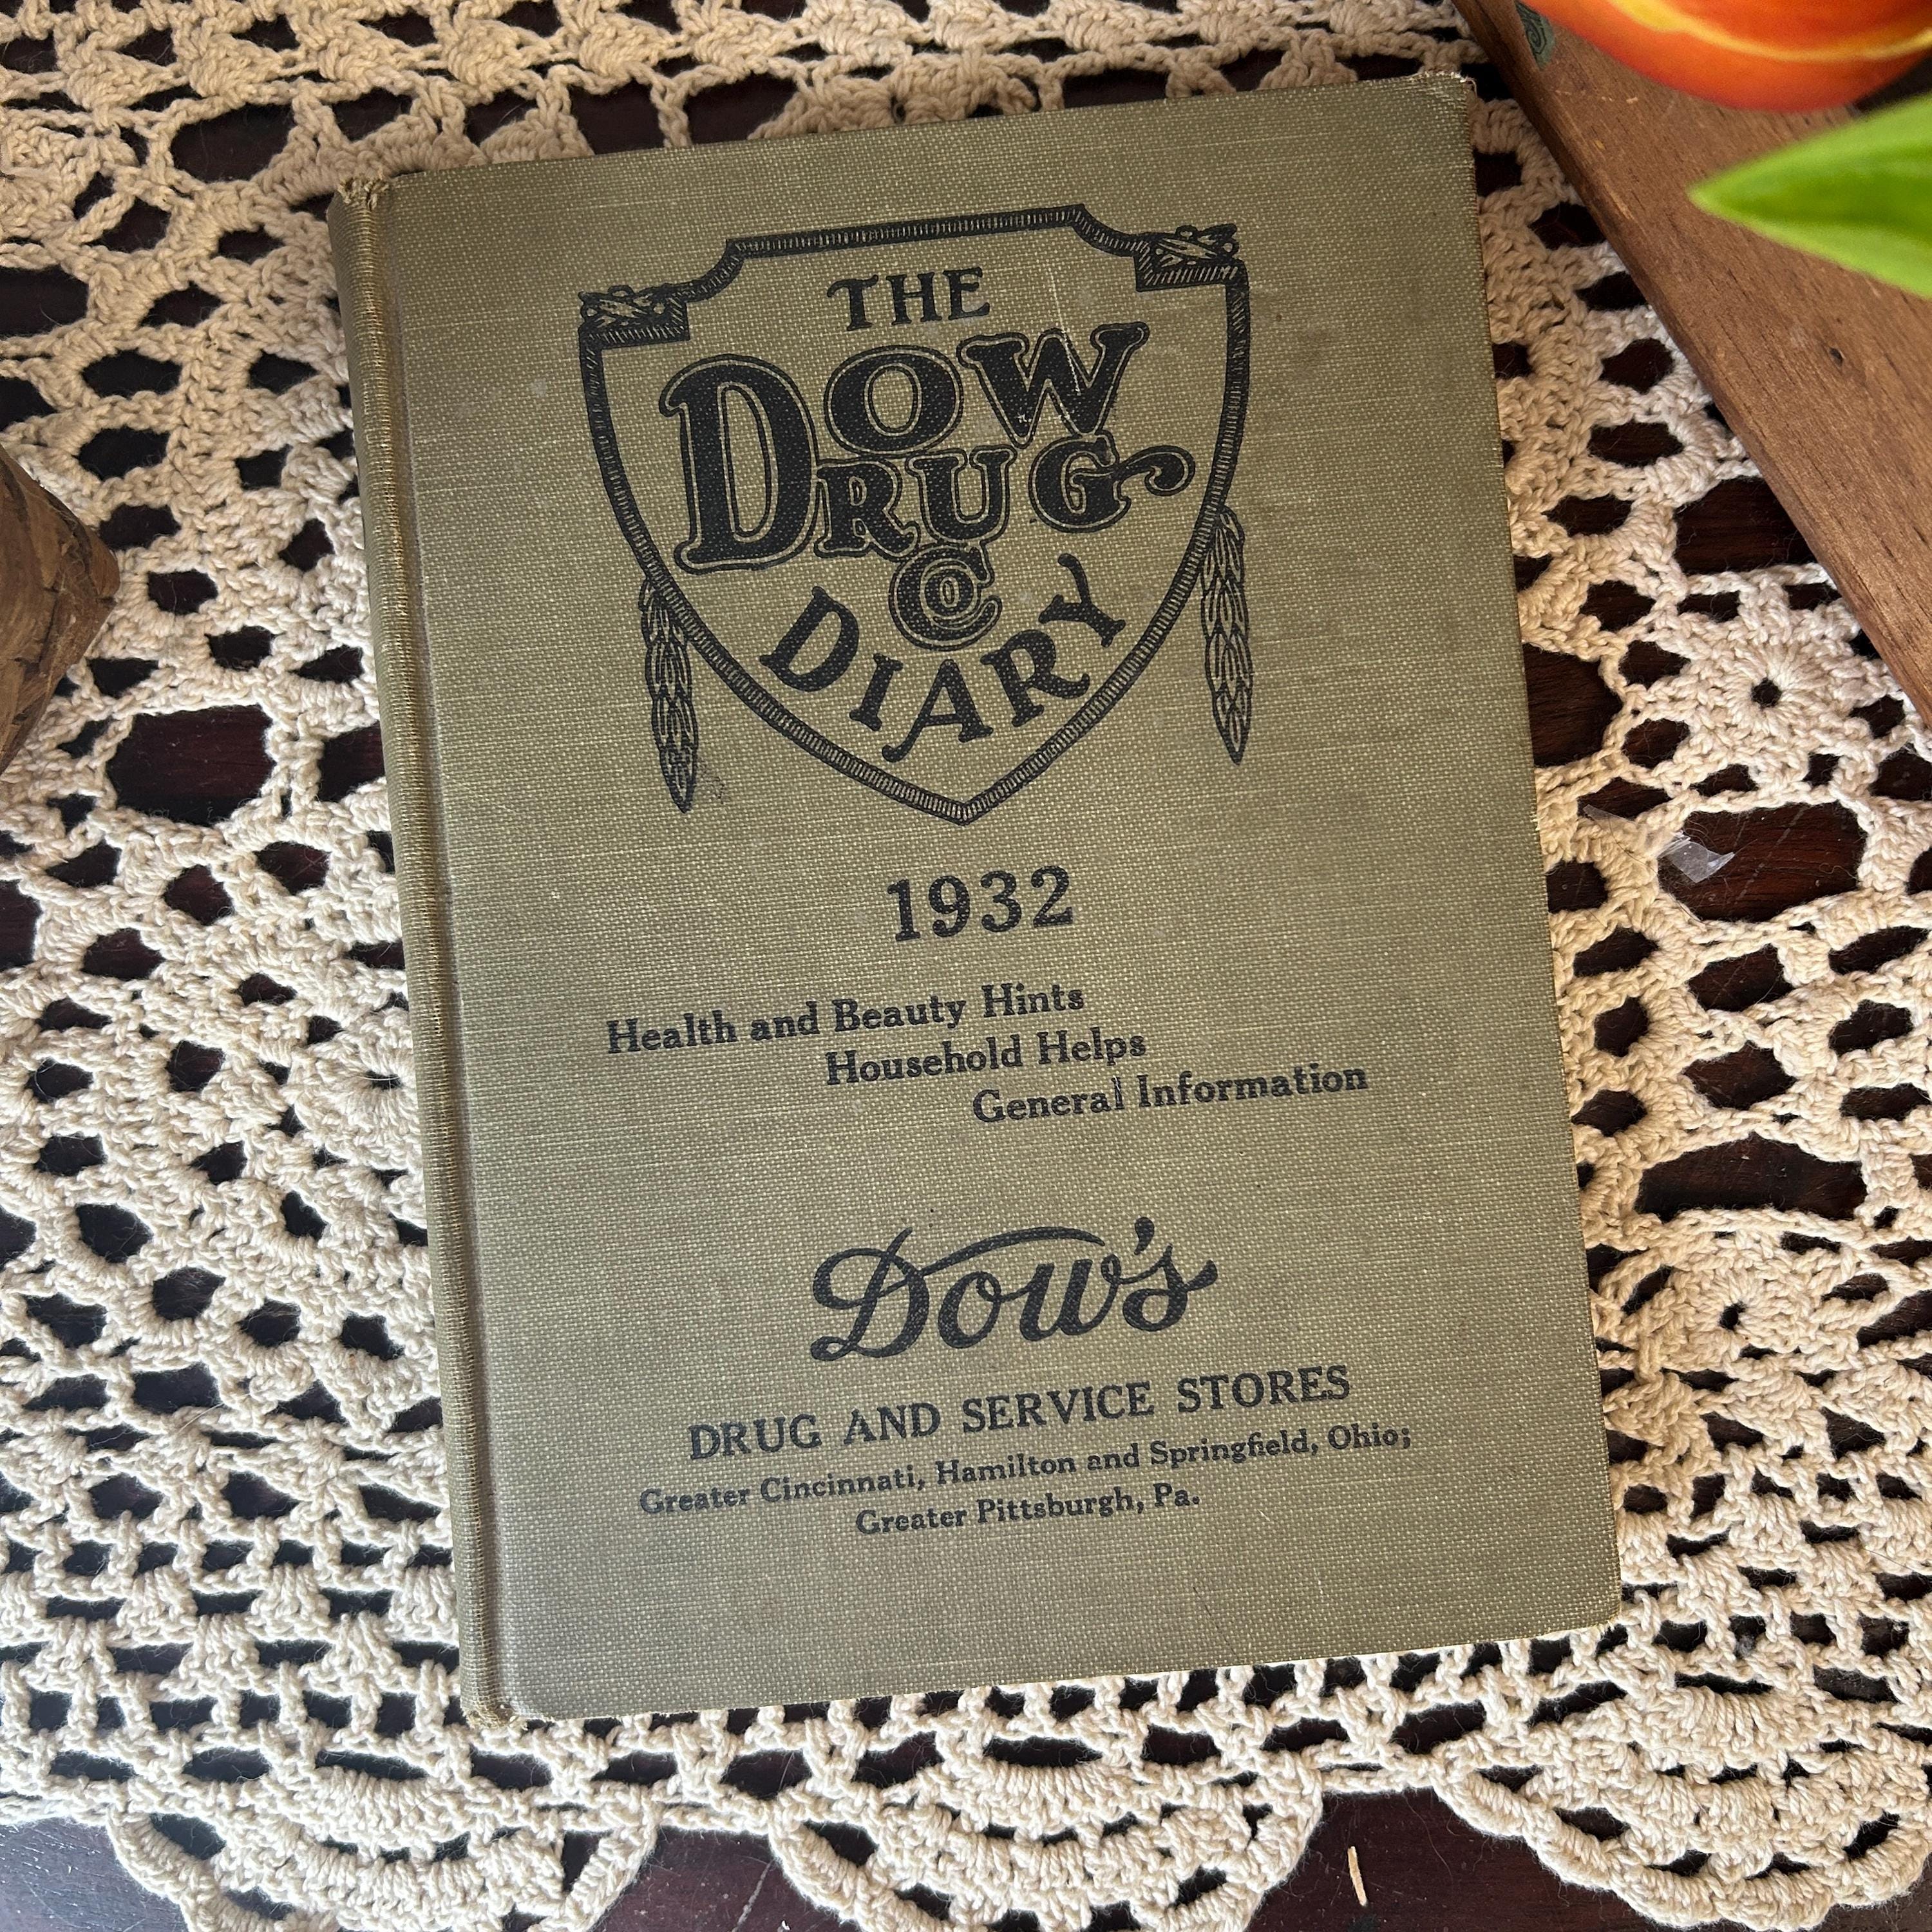 THE
DOW
DRUG
Co
DIARY
1932
Health and Beauty Hints
Household Helps
General Information
Dow's
DRUG AND SERVICE STORES
Greater Cincinnati, Hamilton and Springfield, Ohio;
Greater Pittsburgh, Pa.